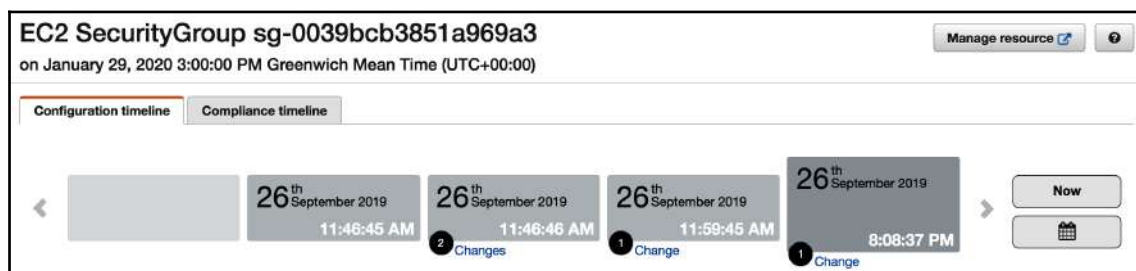 EC2 SecurityGroup sg-0039bcb3851a969a3
Manage resource
?
on January 29, 2020 3:00:00 PM Greenwich Mean Time (UTC+00:00)
Configuration timeline
Compliance timeline
26th September 2019
11:46:45 AM
26th September 2019
11:46:46 AM
2 Changes
26th September 2019
11:59:45 AM
1 Change
26th September 2019
8:08:37 PM
1 Change
Now